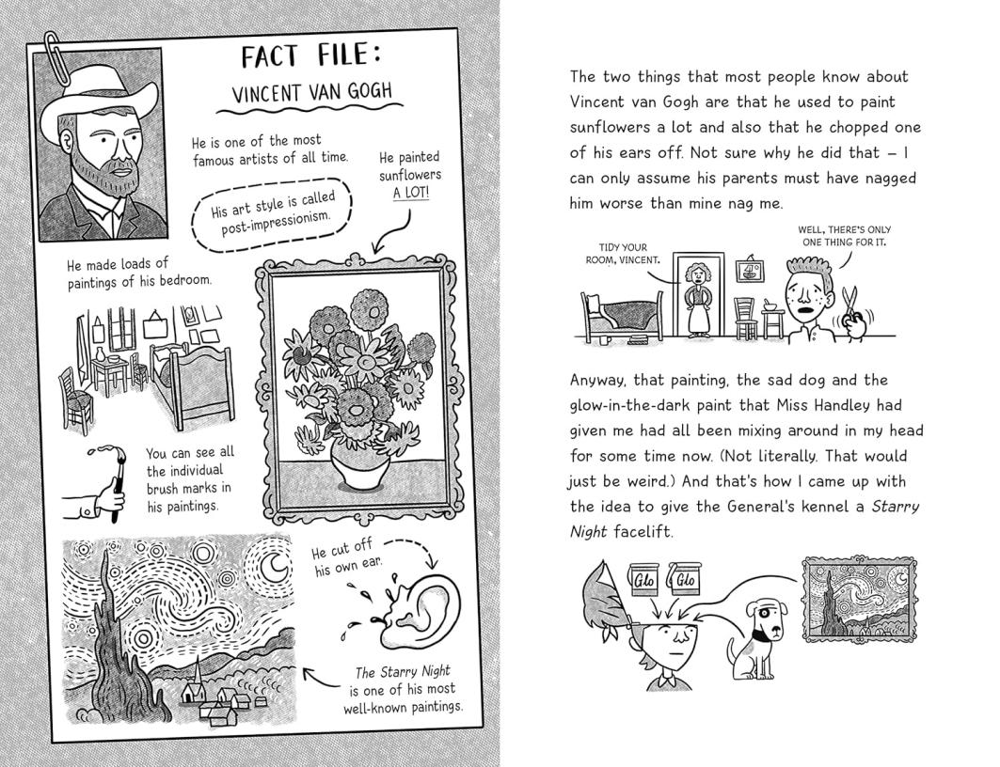 FACT FILE:
VINCENT VAN GOGH
He is one of the most
famous artists of all time.
He painted
sunflowers
A LOT!
His art style is called
post-impressionism.
He made loads of
paintings of his bedroom.
You can see all
the individual
brush marks in
his paintings.
He cut off
his own ear.
The Starry Night
is one of his most
well-known paintings.
The two things that most people know about
Vincent van Gogh are that he used to paint
sunflowers a lot and also that he chopped one
of his ears off. Not sure why he did that – I
can only assume his parents must have nagged
him worse than mine nag me.
TIDY YOUR
ROOM, VINCENT.
WELL, THERE'S ONLY
ONE THING FOR IT.
Anyway, that painting, the sad dog and the
glow-in-the-dark paint that Miss Handley had
given me had all been mixing around in my head
for some time now. (Not literally. That would
just be weird.) And that's how I came up with
the idea to give the General's kennel a Starry
Night facelift.
Glo Glo